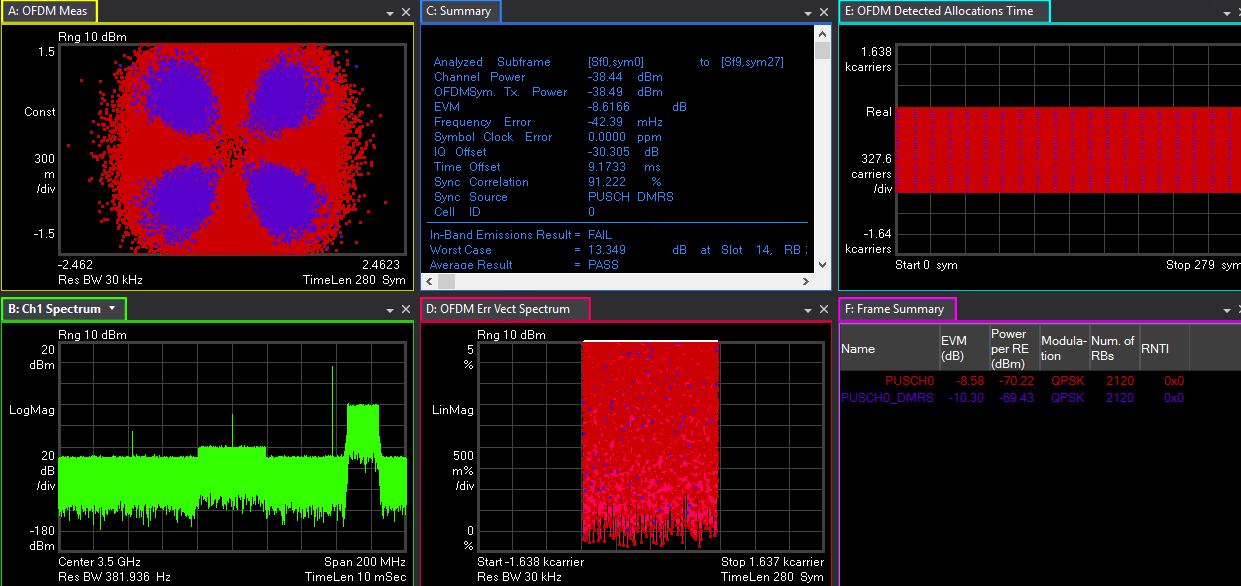 A: OFDM Meas
Rng 10 dBm
1.5
Const
300
m
/div
-1.5
-2.462
2.4623
Res BW 30 kHz
TimeLen 280 Sym
C: Summary
Analyzed Subframe [Sf0,sym0] to [Sf9,sym27]
Channel Power -38.44 dBm
OFDMSym. Tx. Power -38.49 dBm
EVM -8.6166 dB
Frequency Error -42.39 mHz
Symbol Clock Error 0.0000 ppm
IQ Offset -30.305 dB
Time Offset 9.1733 ms
Sync Correlation 91.222 %
Sync Source PUSCH DMRS
Cell ID 0
In-Band Emissions Result = FAIL
Worst Case = 13.349 dB at Slot 14, RB
Average Result = PASS
E: OFDM Detected Allocations Time
1.638
kcarriers
Real
327.6
carriers
/div
-1.64
kcarriers
Start 0 sym
Stop 279 sym
B: Ch1 Spectrum
Rng 10 dBm
20
dBm
LogMag
20
dB
/div
-180
dBm
Center 3.5 GHz
Span 200 MHz
Res BW 381.936 Hz
TimeLen 10 mSec
D: OFDM Err Vect Spectrum
Rng 10 dBm
5
%
LinMag
500
m%
/div
0
%
Start -1.638 kcarrier
Stop 1.637 kcarrier
Res BW 30 kHz
TimeLen 280 Sym
F: Frame Summary
Name EVM (dB) Power per RE (dBm) Modula-tion Num. of RBs RNTI
PUSCH0 -8.58 -70.22 QPSK 2120 0x0
PUSCH0_DMRS -10.30 -69.43 QPSK 2120 0x0